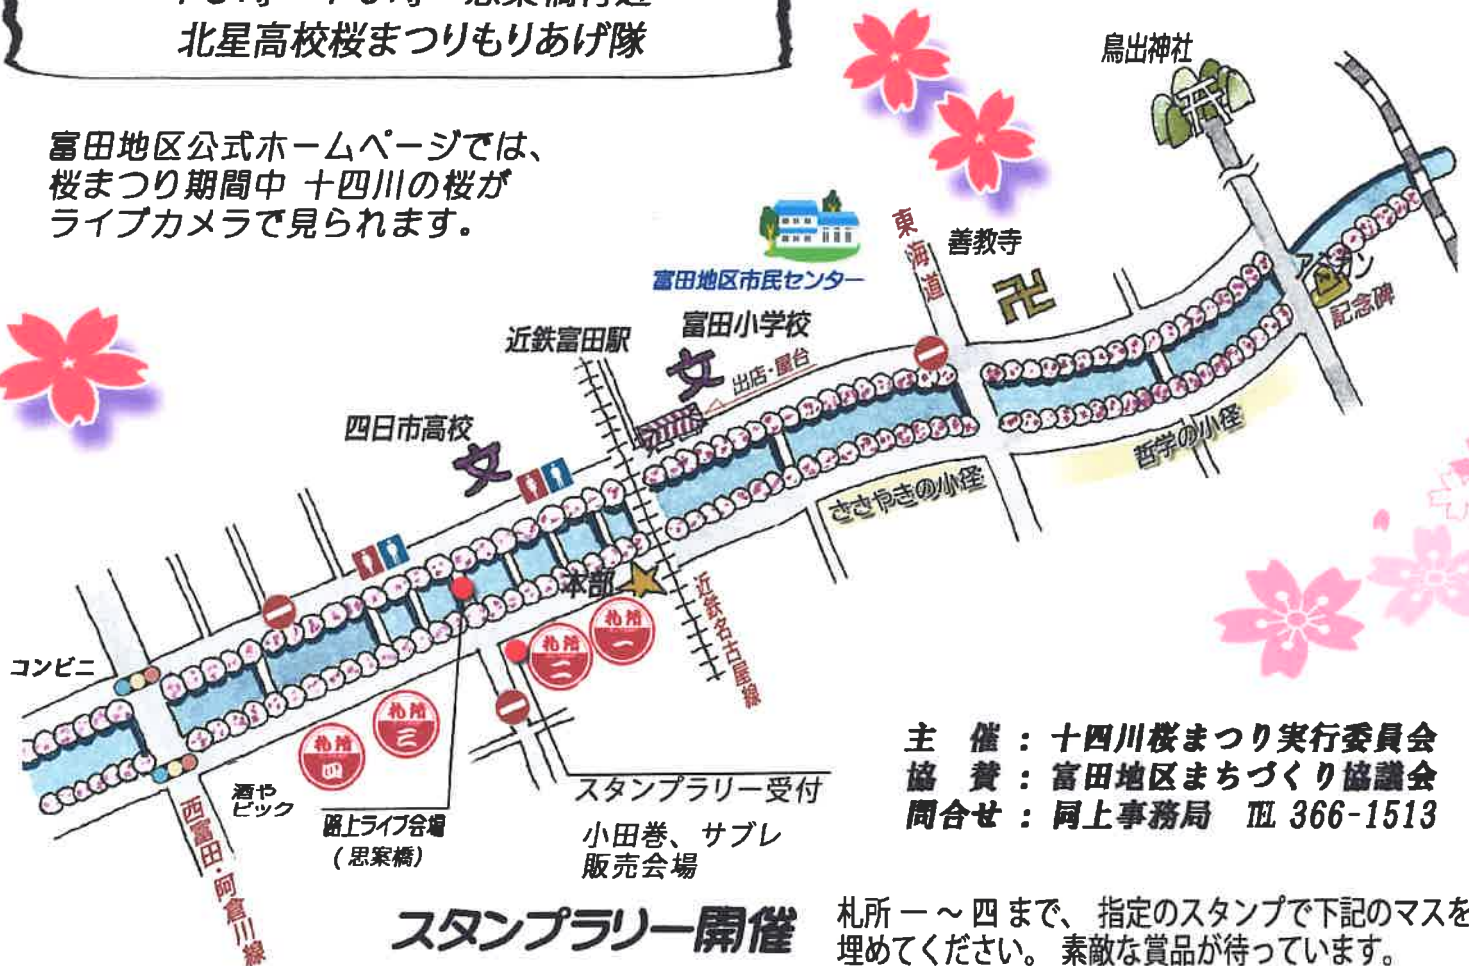 北星高校桜まつりもりあげ隊
富田地区公式ホームページでは、
桜まつり期間中 十四川の桜が
ライブカメラで見られます。
鳥出神社
東海道
善教寺
富田地区市民センター
アンデン
記念碑
近鉄富田駅
富田小学校
出店・屋台
四日市高校
哲学の小径
ささやきの小径
本部
近鉄名古屋線
札所 一
札所 二
札所 三
札所 四
コンビニ
酒や
ビック
西富田・阿倉川線
路上ライブ会場
(思案橋)
スタンプラリー受付
小田巻、サブレ
販売会場
主 催 : 十四川桜まつり実行委員会
協 賛 : 富田地区まちづくり協議会
問合せ : 同上事務局 ℡ 366-1513
スタンプラリー開催
札所 一 ~ 四 まで、 指定のスタンプで下記のマスを
埋めてください。 素敵な賞品が待っています。